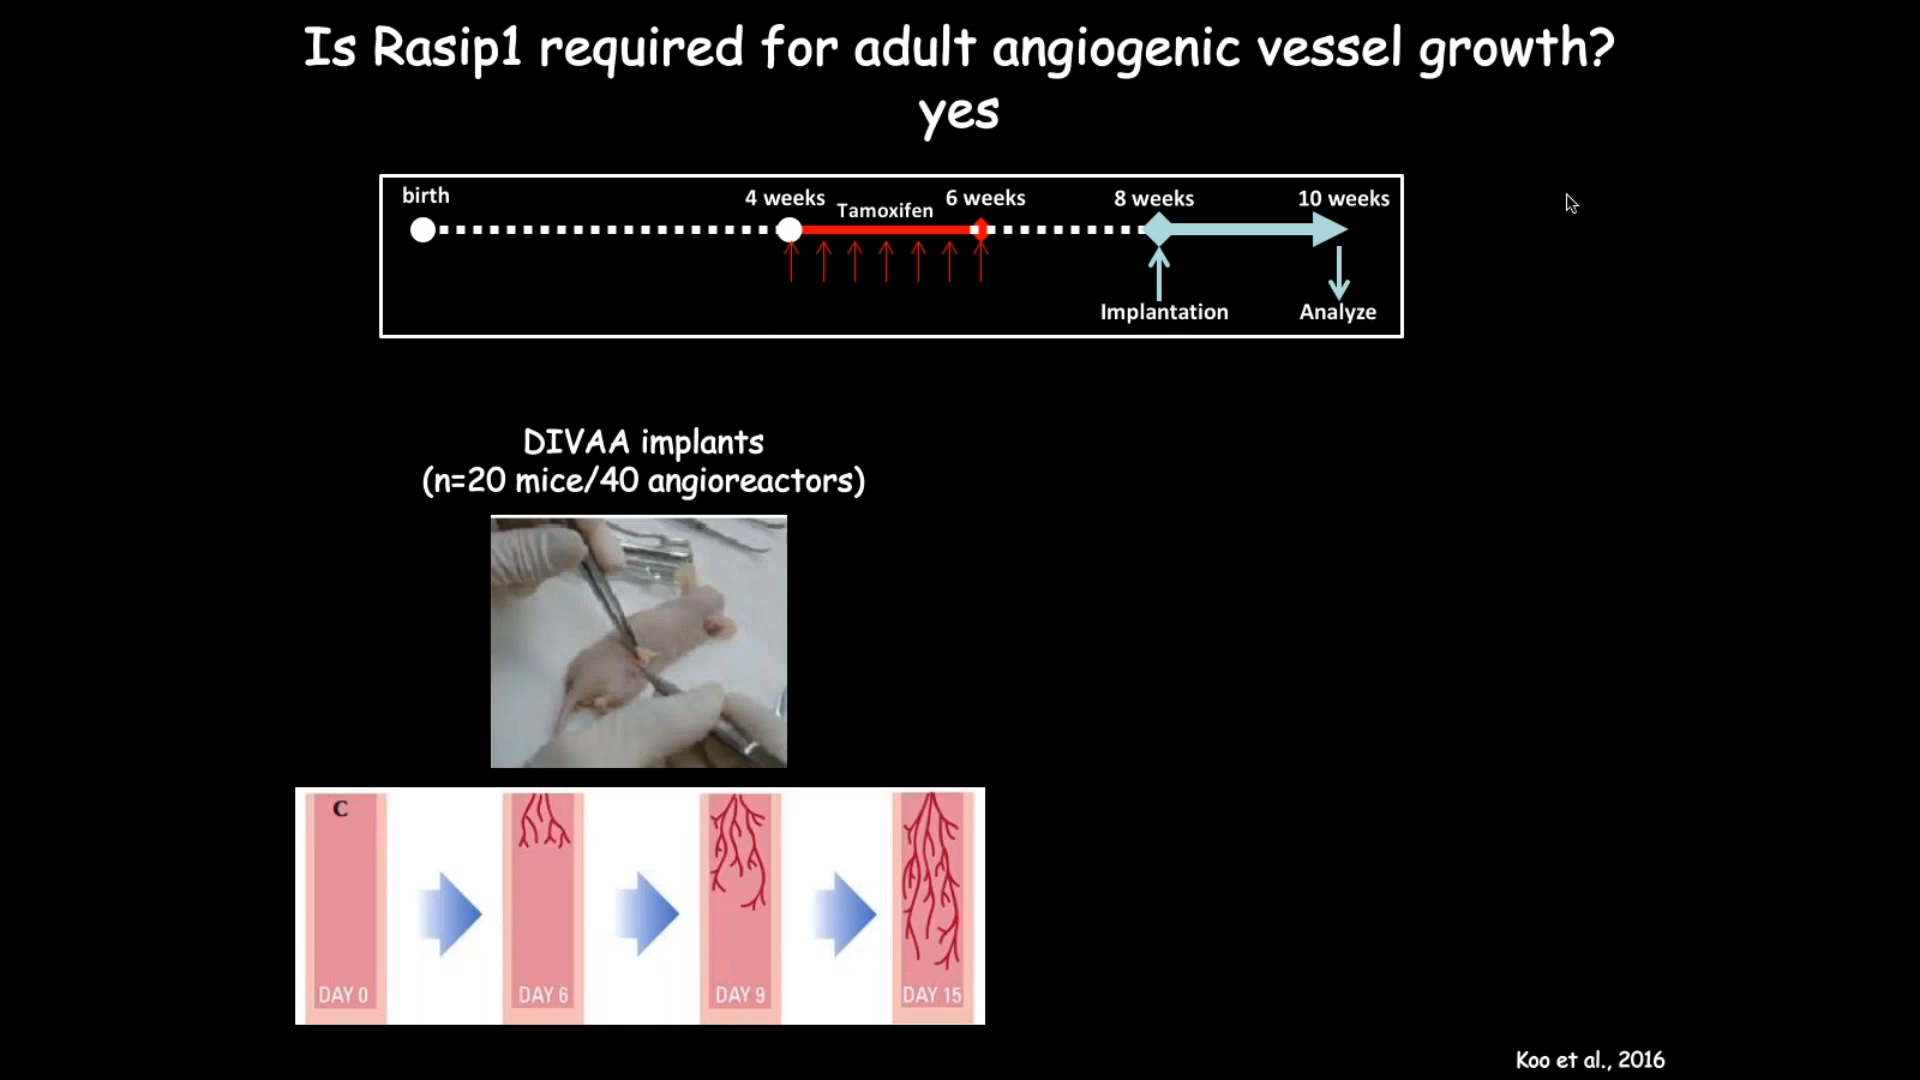 Is Rasip1 required for adult angiogenic vessel growth?
yes
birth
4 weeks
Tamoxifen
6 weeks
8 weeks
10 weeks
Implantation
Analyze
DIVAA implants
(n=20 mice/40 angioreactors)
C
DAY 0
DAY 6
DAY 9
DAY 15
Koo et al., 2016